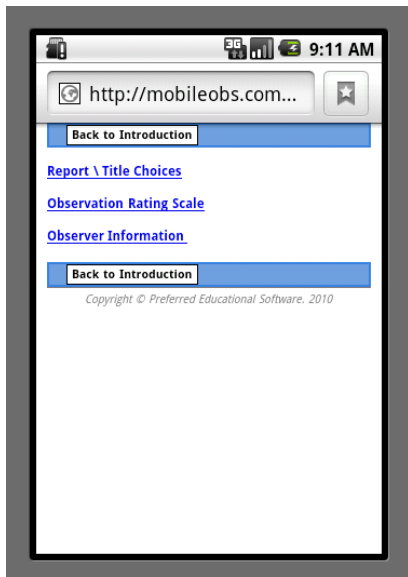 3G 9:11 AM
http://mobileobs.com...
Back to Introduction
Report \ Title Choices
Observation Rating Scale
Observer Information
Back to Introduction
Copyright © Preferred Educational Software. 2010